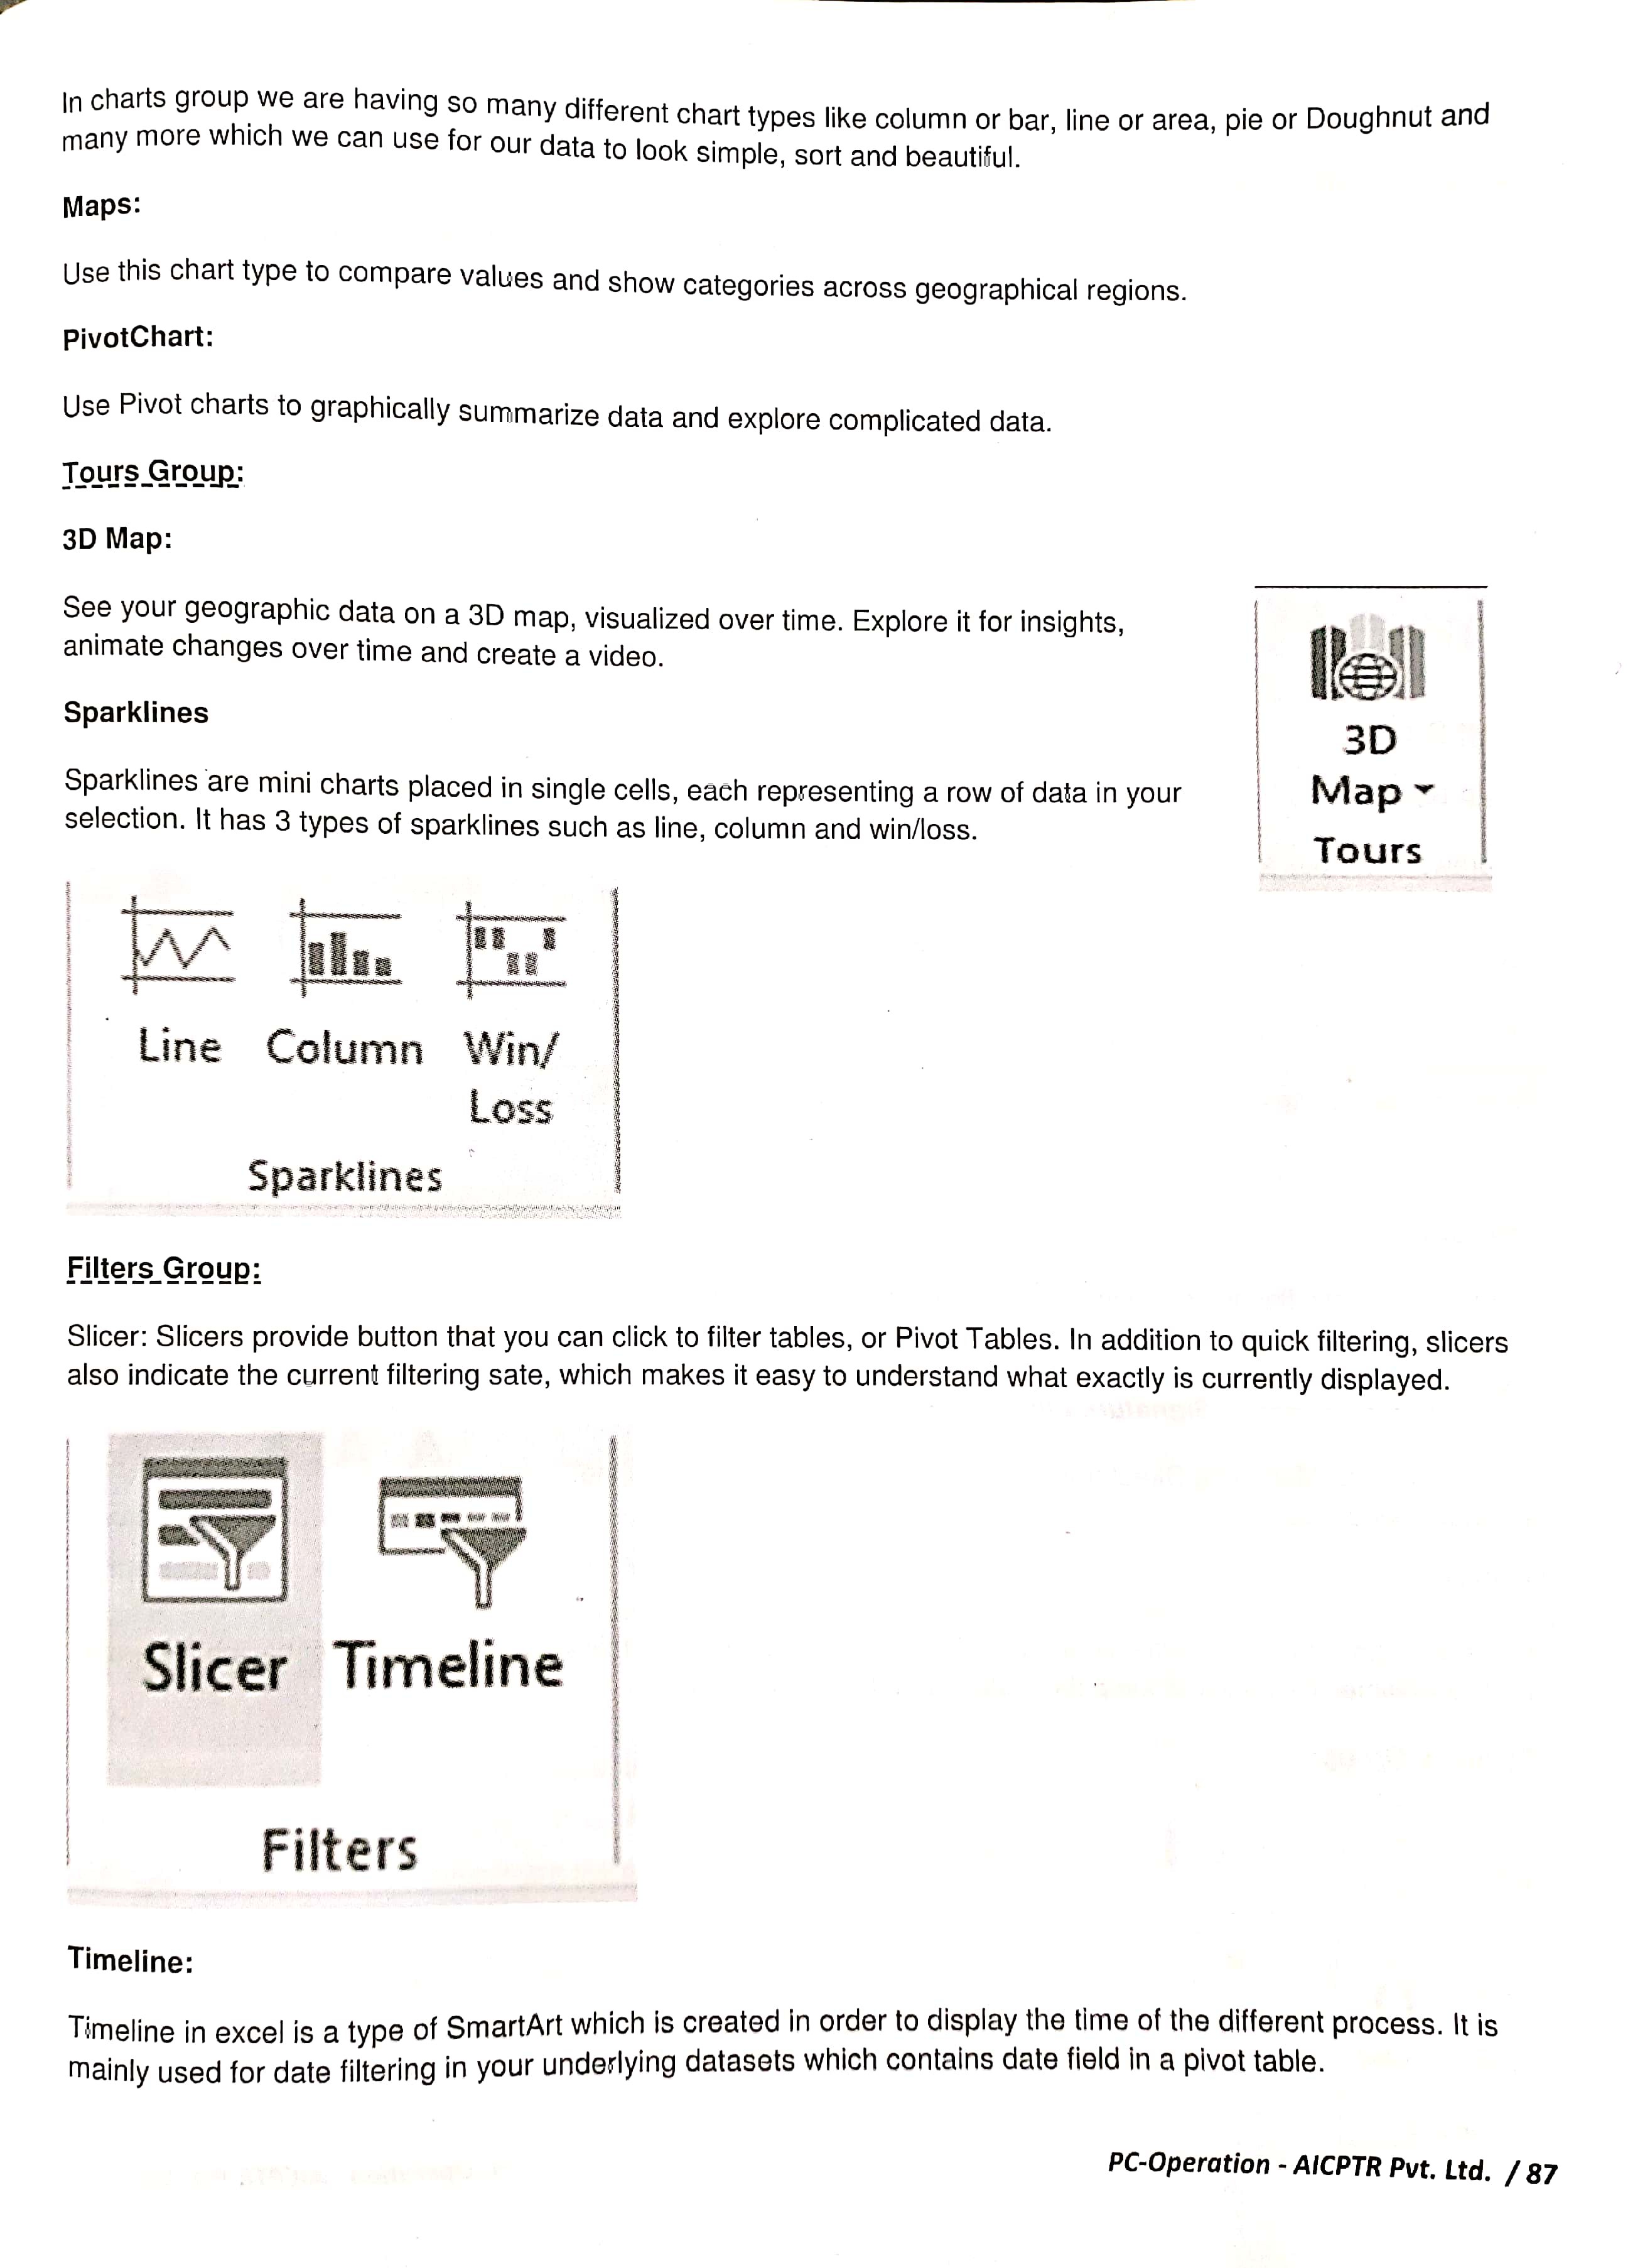 In charts group we are having so many different chart types like column or bar, line or area, pie or Doughnut and
many more which we can use for our data to look simple, sort and beautiful.
Maps:
Use this chart type to compare values and show categories across geographical regions.
PivotChart:
Use Pivot charts to graphically summarize data and explore complicated data.
Tours Group:
3D Map:
See your geographic data on a 3D map, visualized over time. Explore it for insights,
animate changes over time and create a video.
3D
Map
Tours
Sparklines
Sparklines are mini charts placed in single cells, each representing a row of data in your
selection. It has 3 types of sparklines such as line, column and win/loss.
Line Column Win/
Loss
Sparklines
Filters Group:
Slicer: Slicers provide button that you can click to filter tables, or Pivot Tables. In addition to quick filtering, slicers
also indicate the current filtering sate, which makes it easy to understand what exactly is currently displayed.
Slicer Timeline
Filters
Timeline:
Timeline in excel is a type of SmartArt which is created in order to display the time of the different process. It is
mainly used for date filtering in your underlying datasets which contains date field in a pivot table.
PC-Operation - AICPTR Pvt. Ltd. / 87